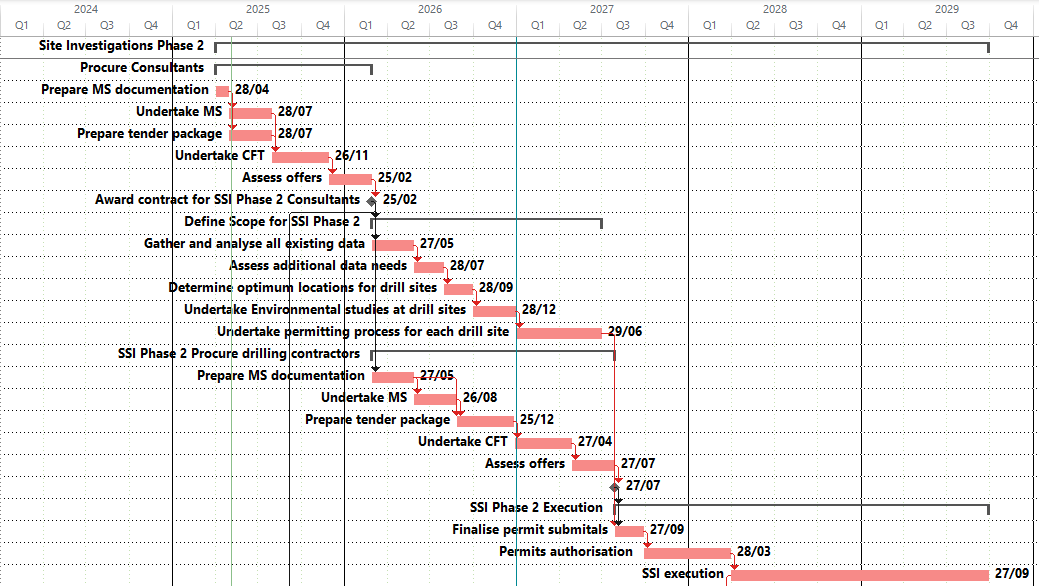 2024 2025 2026 2027 2028 2029
Q1 Q2 Q3 Q4 Q1 Q2 Q3 Q4 Q1 Q2 Q3 Q4 Q1 Q2 Q3 Q4 Q1 Q2 Q3 Q4 Q1 Q2 Q3 Q4
Site Investigations Phase 2
Procure Consultants
Prepare MS documentation 28/04
Undertake MS 28/07
Prepare tender package 28/07
Undertake CFT 26/11
Assess offers 25/02
Award contract for SSI Phase 2 Consultants 25/02
Define Scope for SSI Phase 2
Gather and analyse all existing data 27/05
Assess additional data needs 28/07
Determine optimum locations for drill sites 28/09
Undertake Environmental studies at drill sites 28/12
Undertake permitting process for each drill site 29/06
SSI Phase 2 Procure drilling contractors
Prepare MS documentation 27/05
Undertake MS 26/08
Prepare tender package 25/12
Undertake CFT 27/04
Assess offers 27/07
27/07
SSI Phase 2 Execution
Finalise permit submitals 27/09
Permits authorisation 28/03
SSI execution 27/09